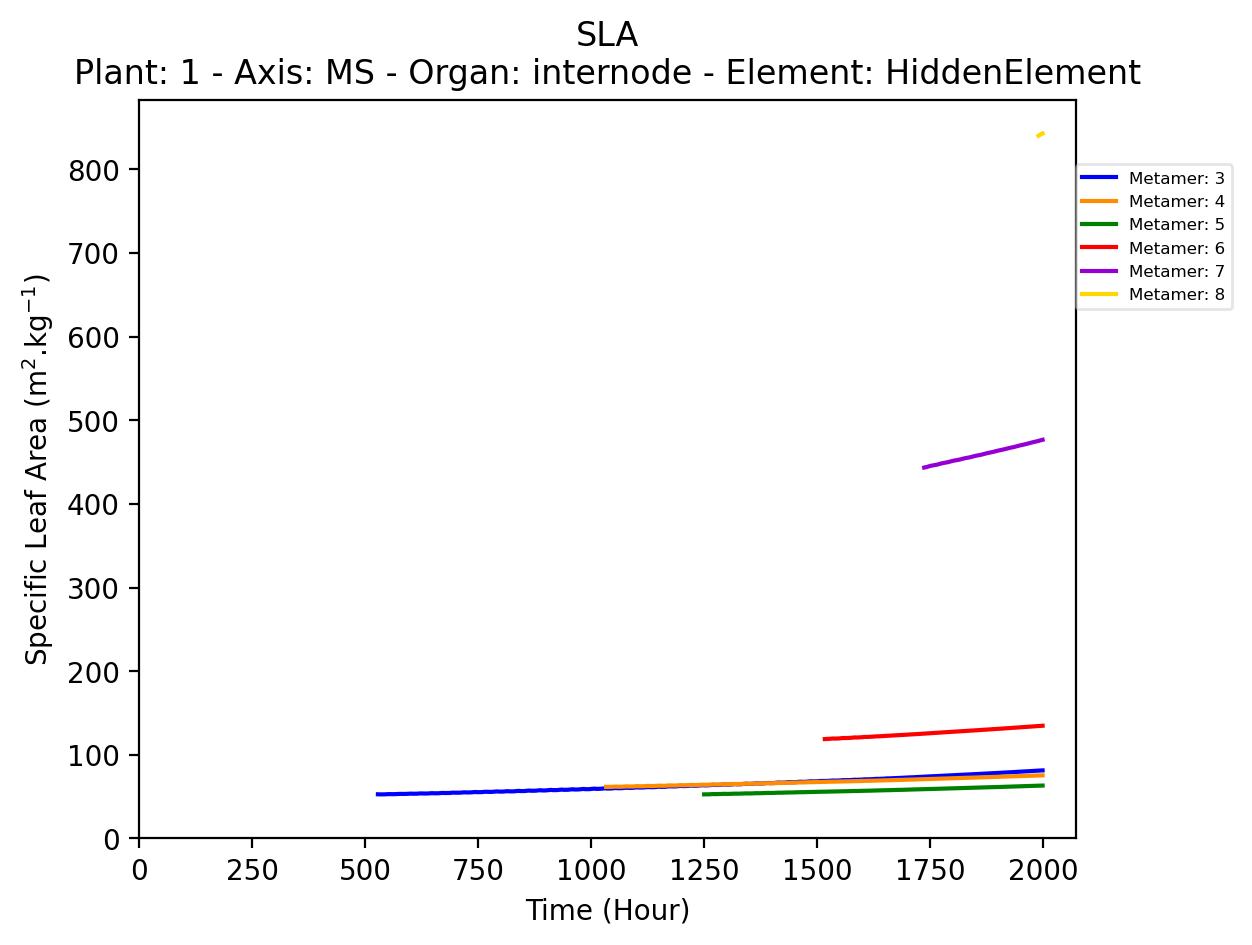 SLA
Plant: 1 - Axis: MS - Organ: internode - Element: HiddenElement
800
700
600
500
400
300
200
100
0
Specific Leaf Area (m².kg⁻¹)
0 250 500 750 1000 1250 1500 1750 2000
Time (Hour)
Metamer: 3
Metamer: 4
Metamer: 5
Metamer: 6
Metamer: 7
Metamer: 8